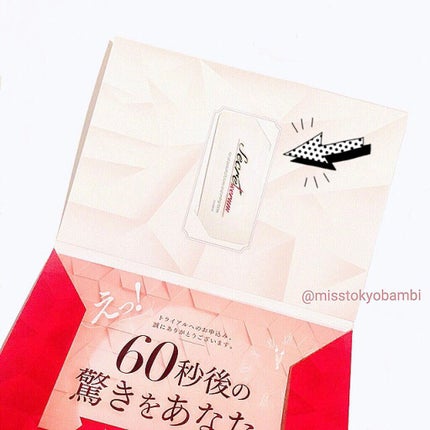 Secret
@misstokyobambi
えっ!
トライアルへのお申込み、
誠にありがとうございます。
60秒後の
驚きをあなた